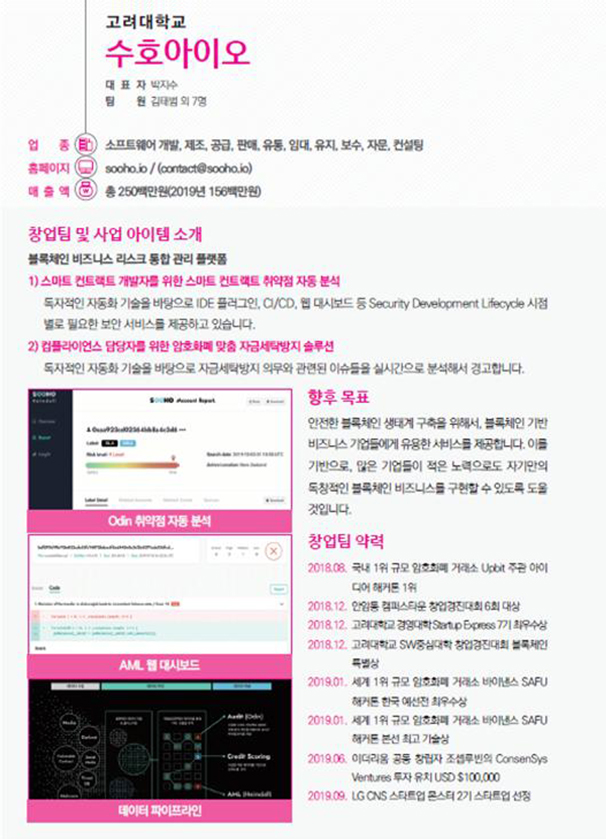 고려대학교
수호아이오
대 표 자 박지수
팀 원 김태범 외 7명
업 종 소프트웨어 개발, 제조, 공급, 판매, 유통, 임대, 유지, 보수, 자문, 컨설팅
홈페이지 sooho.io / (contact@sooho.io)
매 출 액 총 250백만원(2019년 156백만원)
창업팀 및 사업 아이템 소개
블록체인 비즈니스 리스크 통합 관리 플랫폼
1) 스마트 컨트랙트 개발자를 위한 스마트 컨트랙트 취약점 자동 분석
독자적인 자동화 기술을 바탕으로 IDE 플러그인, CI/CD, 웹 대시보드 등 Security Development Lifecycle 시점
별로 필요한 보안 서비스를 제공하고 있습니다.
2) 컴플라이언스 담당자를 위한 암호화폐 맞춤 자금세탁방지 솔루션
독자적인 자동화 기술을 바탕으로 자금세탁방지 의무와 관련된 이슈들을 실시간으로 분석해서 경고합니다.
SOOHO
SOOHO Account Report.
Label
Odin 취약점 자동 분석
Code
AML 웹 대시보드
Media
Audit (Odin)
Credit Scoring
AML (Heimdall)
데이터 파이프라인
향후 목표
안전한 블록체인 생태계 구축을 위해서, 블록체인 기반
비즈니스 기업들에게 유용한 서비스를 제공합니다. 이를
기반으로, 많은 기업들이 적은 노력으로도 자기만의
독창적인 블록체인 비즈니스를 구현할 수 있도록 도울
것입니다.
창업팀 약력
2018.08. 국내 1위 규모 암호화폐 거래소 Upbit 주관 아이
디어 해커톤 1위
2018.12. 안암동 캠퍼스타운 창업경진대회 6회 대상
2018.12. 고려대학교 경영대학 Startup Express 7기 최우수상
2018.12. 고려대학교 SW중심대학 창업경진대회 블록체인
특별상
2019.01. 세계 1위 규모 암호화폐 거래소 바이낸스 SAFU
해커톤 한국 예선전 최우수상
2019.01. 세계 1위 규모 암호화폐 거래소 바이낸스 SAFU
해커톤 본선 최고 기술상
2019.06. 이더리움 공동 창립자 조셉루빈의 ConsenSys
Ventures 투자 유치 USD $100,000
2019.09. LG CNS 스타트업 몬스터 2기 스타트업 선정